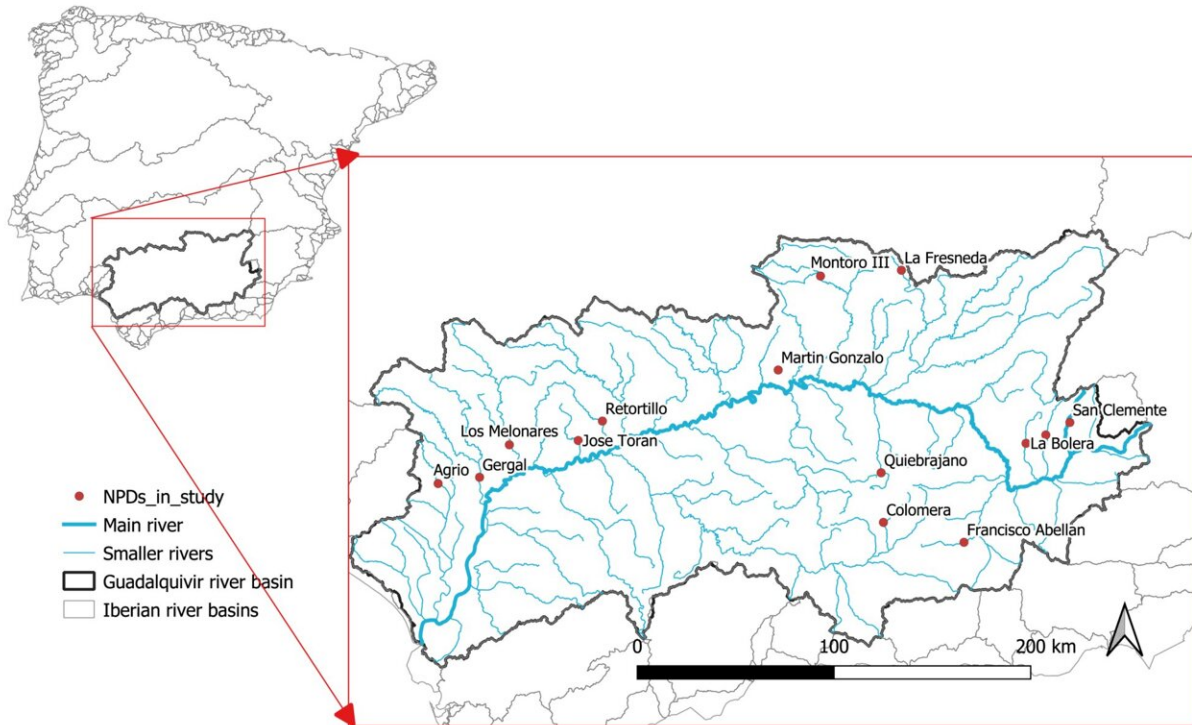 Montoro III
La Fresneda
Martin Gonzalo
San Clemente
Retortillo
Los Melonares
Jose Toran
La Bolera
Agrio
Gergal
Quiebrajano
Colomera
Francisco Abellan
NPDs_in_study
Main river
Smaller rivers
Guadalquivir river basin
Iberian river basins
0
100
200 km